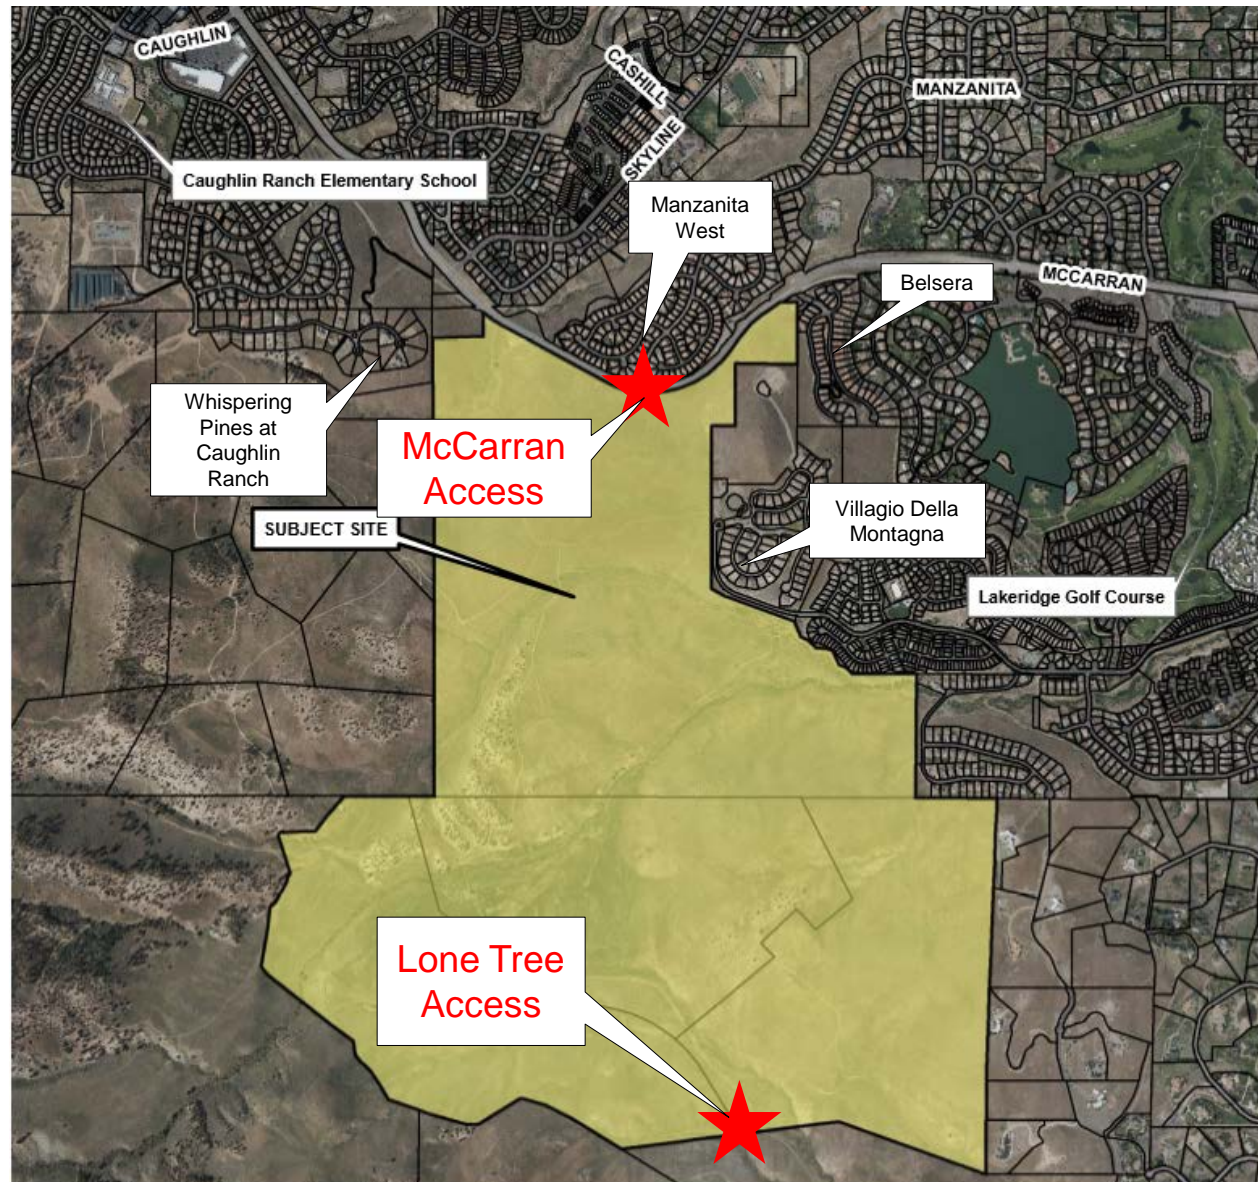 CAUGHLIN
CASHILL
MANZANITA
SKYLINE
Caughlin Ranch Elementary School
Manzanita
West
MCCARRAN
Belsera
Whispering
Pines at
Caughlin
Ranch
McCarran
Access
SUBJECT SITE
Villagio Della
Montagna
Lakeridge Golf Course
Lone Tree
Access